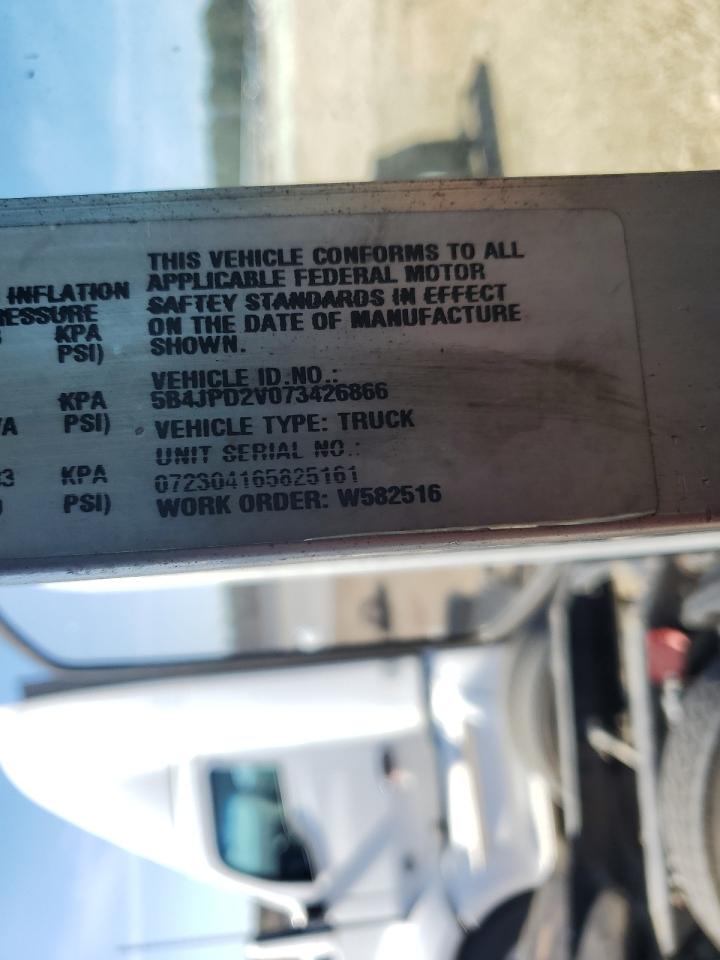 INFLATION
KPA
PSI)
KPA
PSI)
KPA
PSI)
THIS VEHICLE CONFORMS TO ALL
APPLICABLE FEDERAL MOTOR
SAFTEY STANDARDS IN EFFECT
ON THE DATE OF MANUFACTURE
SHOWN.
VEHICLE ID.NO.:
5B4JPD2V073426866
VEHICLE TYPE: TRUCK
UNIT SERIAL NO.:
072304165825161
WORK ORDER: W582516